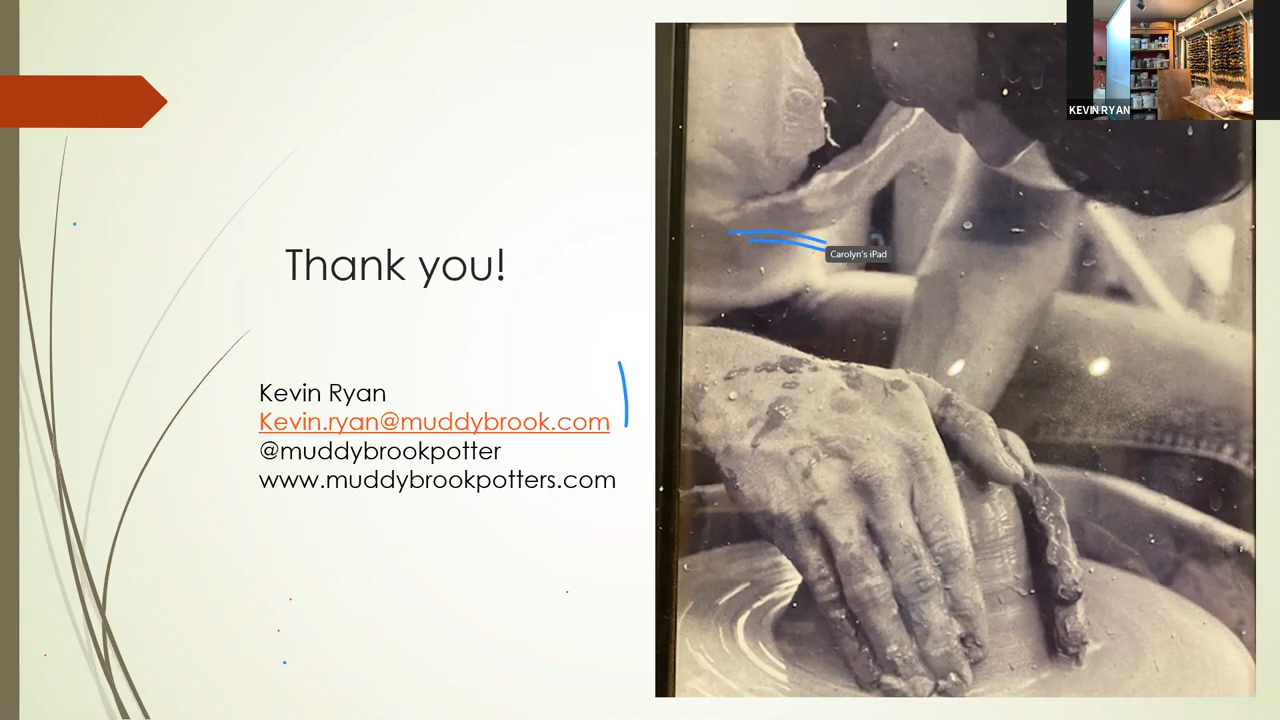 KEVIN RYAN
Carolyn's iPad
Thank you!
Kevin Ryan
Kevin.ryan@muddybrook.com
@muddybrookpotter
www.muddybrookpotters.com